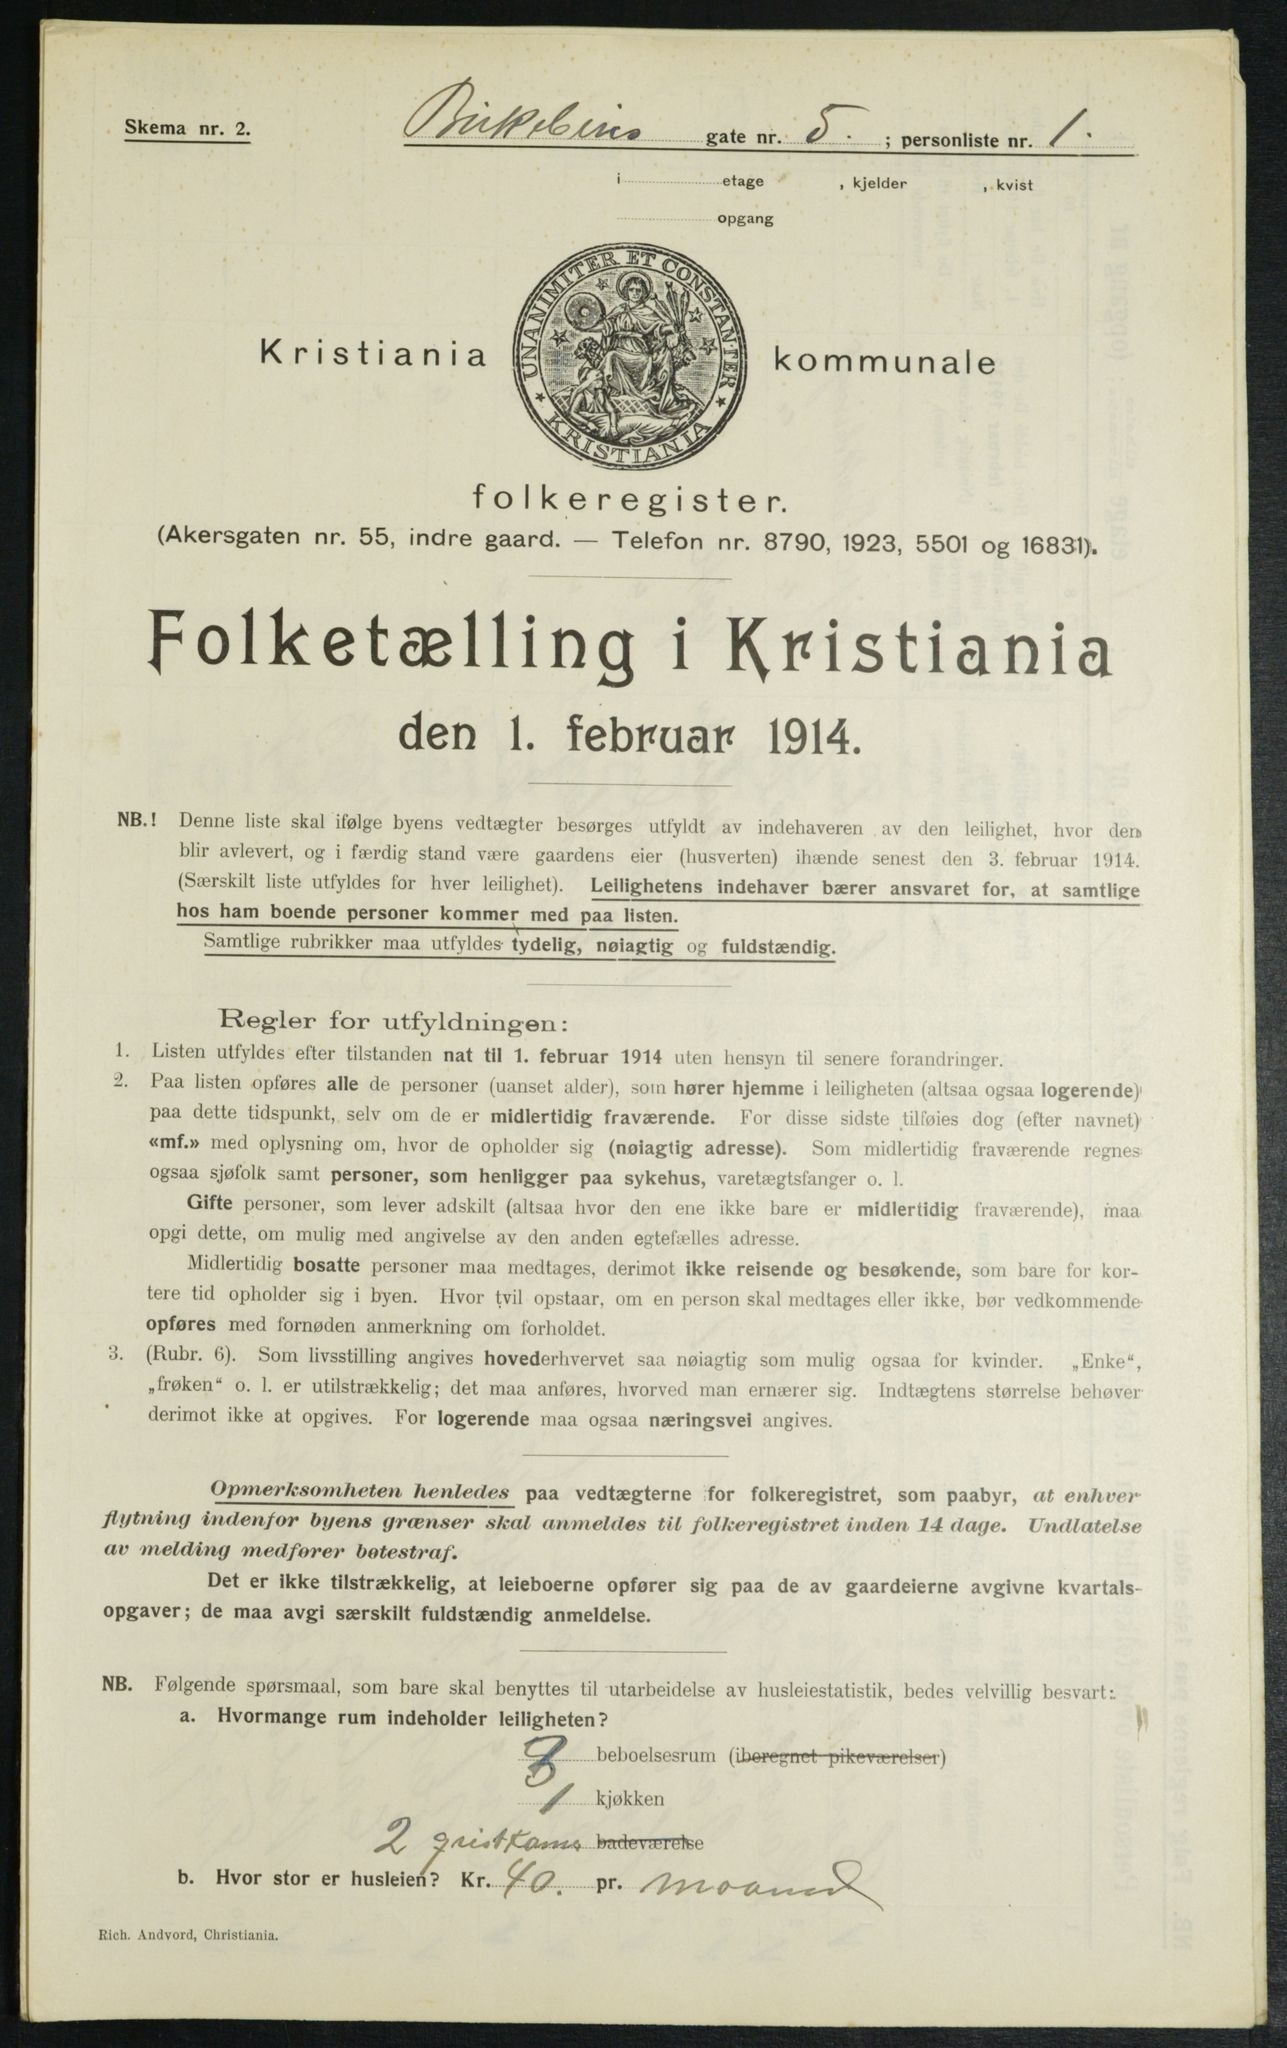 Skema nr. 2.
Birkebeins gate nr. 5. ; personliste nr. 1.
i etage , kjelder , kvist
opgang
UNANIMITER ET CONSTANTER
KRISTIANIA
Kristiania kommunale
folkeregister.
(Akersgaten nr. 55, indre gaard. — Telefon nr. 8790, 1923, 5501 og 16831).
Folketælling i Kristiania
den 1. februar 1914.
NB.! Denne liste skal ifølge byens vedtægter besørges utfyldt av indehaveren av den leilighet, hvor den
blir avlevert, og i færdig stand være gaardens eier (husverten) ihænde senest den 3. februar 1914.
(Særskilt liste utfyldes for hver leilighet). Leilighetens indehaver bærer ansvaret for, at samtlige
hos ham boende personer kommer med paa listen.
Samtlige rubrikker maa utfyldes tydelig, nøiagtig og fuldstændig.
Regler for utfyldningen:
1. Listen utfyldes efter tilstanden nat til 1. februar 1914 uten hensyn til senere forandringer.
2. Paa listen opføres alle de personer (uanset alder), som hører hjemme i leiligheten (altsaa ogsaa logerende)
paa dette tidspunkt, selv om de er midlertidig fraværende. For disse sidste tilføies dog (efter navnet)
«mf.» med oplysning om, hvor de opholder sig (nøiagtig adresse). Som midlertidig fraværende regnes
ogsaa sjøfolk samt personer, som henligger paa sykehus, varetægtsfanger o. l.
Gifte personer, som lever adskilt (altsaa hvor den ene ikke bare er midlertidig fraværende), maa
opgi dette, om mulig med angivelse av den anden egtefælles adresse.
Midlertidig bosatte personer maa medtages, derimot ikke reisende og besøkende, som bare for kor-
tere tid opholder sig i byen. Hvor tvil opstaar, om en person skal medtages eller ikke, bør vedkommende
opføres med fornøden anmerkning om forholdet.
3. (Rubr. 6). Som livsstilling angives hovederhvervet saa nøiagtig som mulig ogsaa for kvinder. „Enke“,
„frøken“ o. l. er utilstrækkelig; det maa anføres, hvorved man ernærer sig. Indtægtens størrelse behøver
derimot ikke at opgives. For logerende maa ogsaa næringsvei angives.
Opmerksomheten henledes paa vedtægterne for folkeregistret, som paabyr, at enhver
flytning indenfor byens grænser skal anmeldes til folkeregistret inden 14 dage. Undlatelse
av melding medfører bøtestraf.
Det er ikke tilstrækkelig, at leieboerne opfører sig paa de av gaardeierne avgivne kvartals-
opgaver; de maa avgi særskilt fuldstændig anmeldelse.
NB. Følgende spørsmaal, som bare skal benyttes til utarbeidelse av husleiestatistik, bedes velvillig besvart:
a. Hvormange rum indeholder leiligheten?
3 beboelsesrum (iberegnet pikeværelser)
1 kjøkken
2 badeværelse
b. Hvor stor er husleien? Kr. 40. pr. Moaned
Rich. Andvord, Christiania.